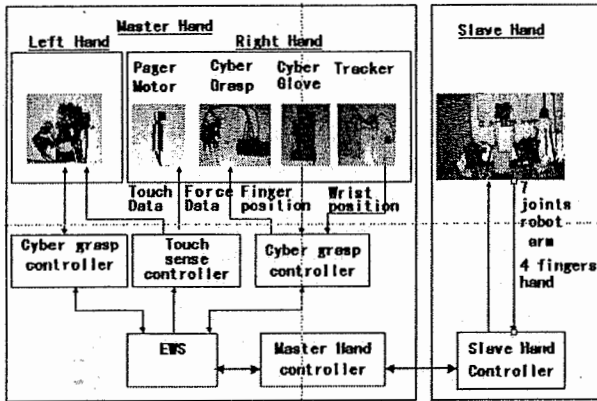 Master Hand
Left Hand
Right Hand
Slave Hand
Pager
Motor
Cyber
Grasp
Cyber
Glove
Tracker
Touch
Data
Force
Data
Finger
position
Wrist
position
7
joints
robot
arm
4 fingers
hand
Cyber grasp
controller
Touch
sense
controller
Cyber grasp
controller
EWS
Master Hand
controller
Slave Hand
Controller